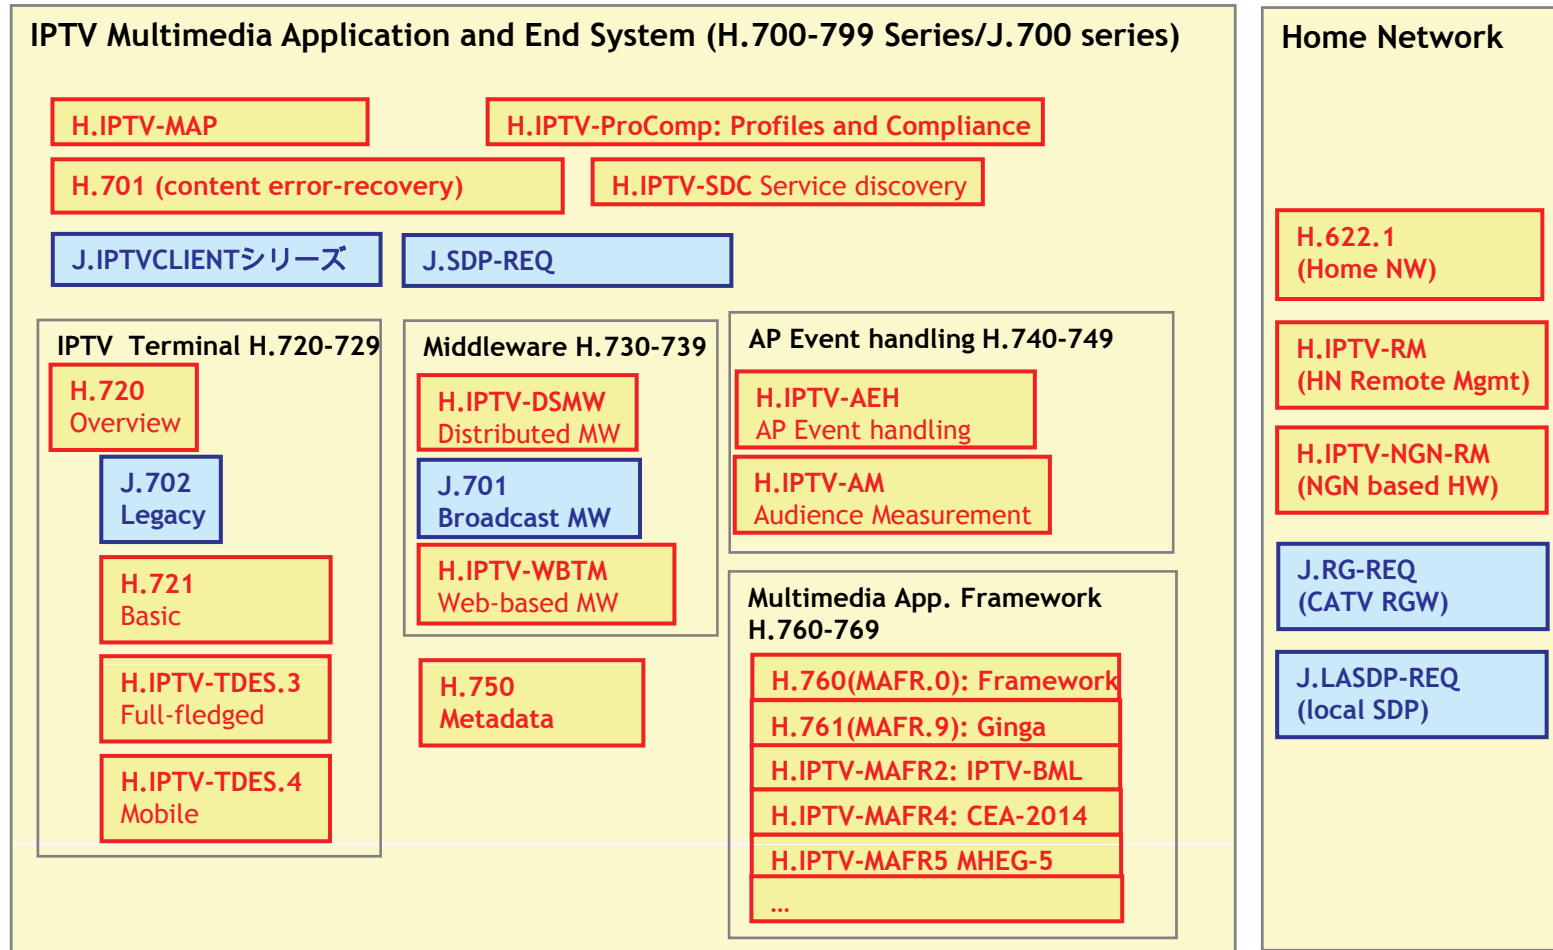 IPTV Multimedia Application and End System (H.700-799 Series/J.700 series)
H.IPTV-MAP
H.IPTV-ProComp: Profiles and Compliance
H.701 (content error-recovery)
H.IPTV-SDC Service discovery
J.IPTVCLIENTシリーズ
J.SDP-REQ
IPTV Terminal H.720-729
H.720
Overview
J.702
Legacy
H.721
Basic
H.IPTV-TDES.3
Full-fledged
H.IPTV-TDES.4
Mobile
Middleware H.730-739
H.IPTV-DSMW
Distributed MW
J.701
Broadcast MW
H.IPTV-WBTM
Web-based MW
H.750
Metadata
AP Event handling H.740-749
H.IPTV-AEH
AP Event handling
H.IPTV-AM
Audience Measurement
Multimedia App. Framework
H.760-769
H.760(MAFR.0): Framework
H.761(MAFR.9): Ginga
H.IPTV-MAFR2: IPTV-BML
H.IPTV-MAFR4: CEA-2014
H.IPTV-MAFR5 MHEG-5
…
Home Network
H.622.1
(Home NW)
H.IPTV-RM
(HN Remote Mgmt)
H.IPTV-NGN-RM
(NGN based HW)
J.RG-REQ
(CATV RGW)
J.LASDP-REQ
(local SDP)